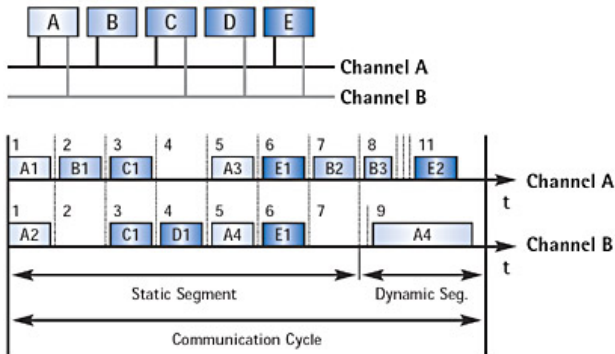 A B C D E
Channel A
Channel B
1 2 3 4 5 6 7 8 11
A1 B1 C1 A3 E1 B2 B3 E2
Channel A
t
1 2 3 4 5 6 7 9
A2 C1 D1 A4 E1 A4
Channel B
t
Static Segment Dynamic Seg.
Communication Cycle